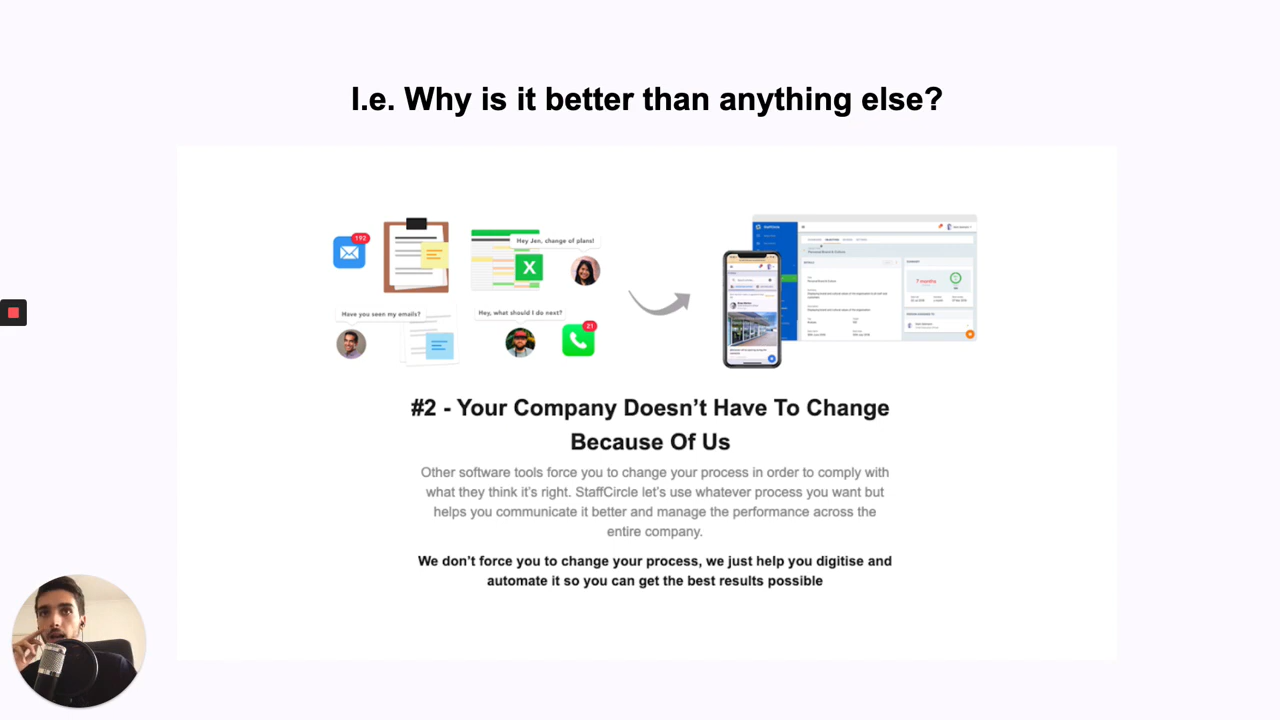 I.e. Why is it better than anything else?
192
Hey Jen, change of plans!
X
Have you seen my emails?
Hey, what should I do next?
21
7 months
#2 - Your Company Doesn’t Have To Change
Because Of Us
Other software tools force you to change your process in order to comply with
what they think it’s right. StaffCircle let’s use whatever process you want but
helps you communicate it better and manage the performance across the
entire company.
We don’t force you to change your process, we just help you digitise and
automate it so you can get the best results possible